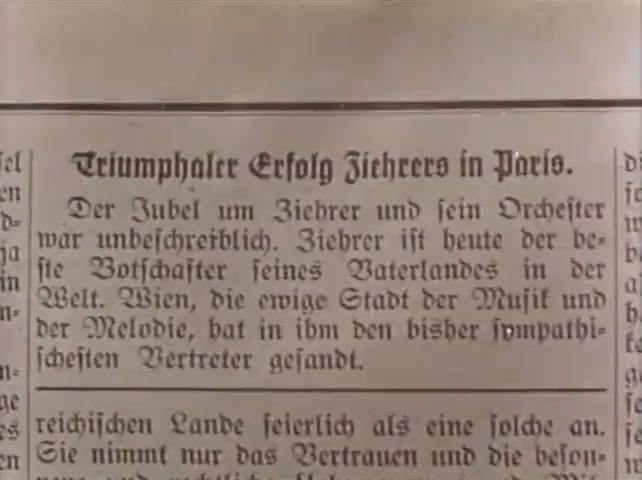 Triumphaler Erfolg Ziehrers in Paris.
Der Jubel um Ziehrer und sein Orchester
war unbeschreiblich. Ziehrer ist heute der be-
ste Botschafter seines Vaterlandes in der
Welt. Wien, die ewige Stadt der Musik und
der Melodie, hat in ihm den bisher sympathi-
schesten Vertreter gesandt.
reichischen Lande feierlich als eine solche an.
Sie nimmt nur das Vertrauen und die beson-